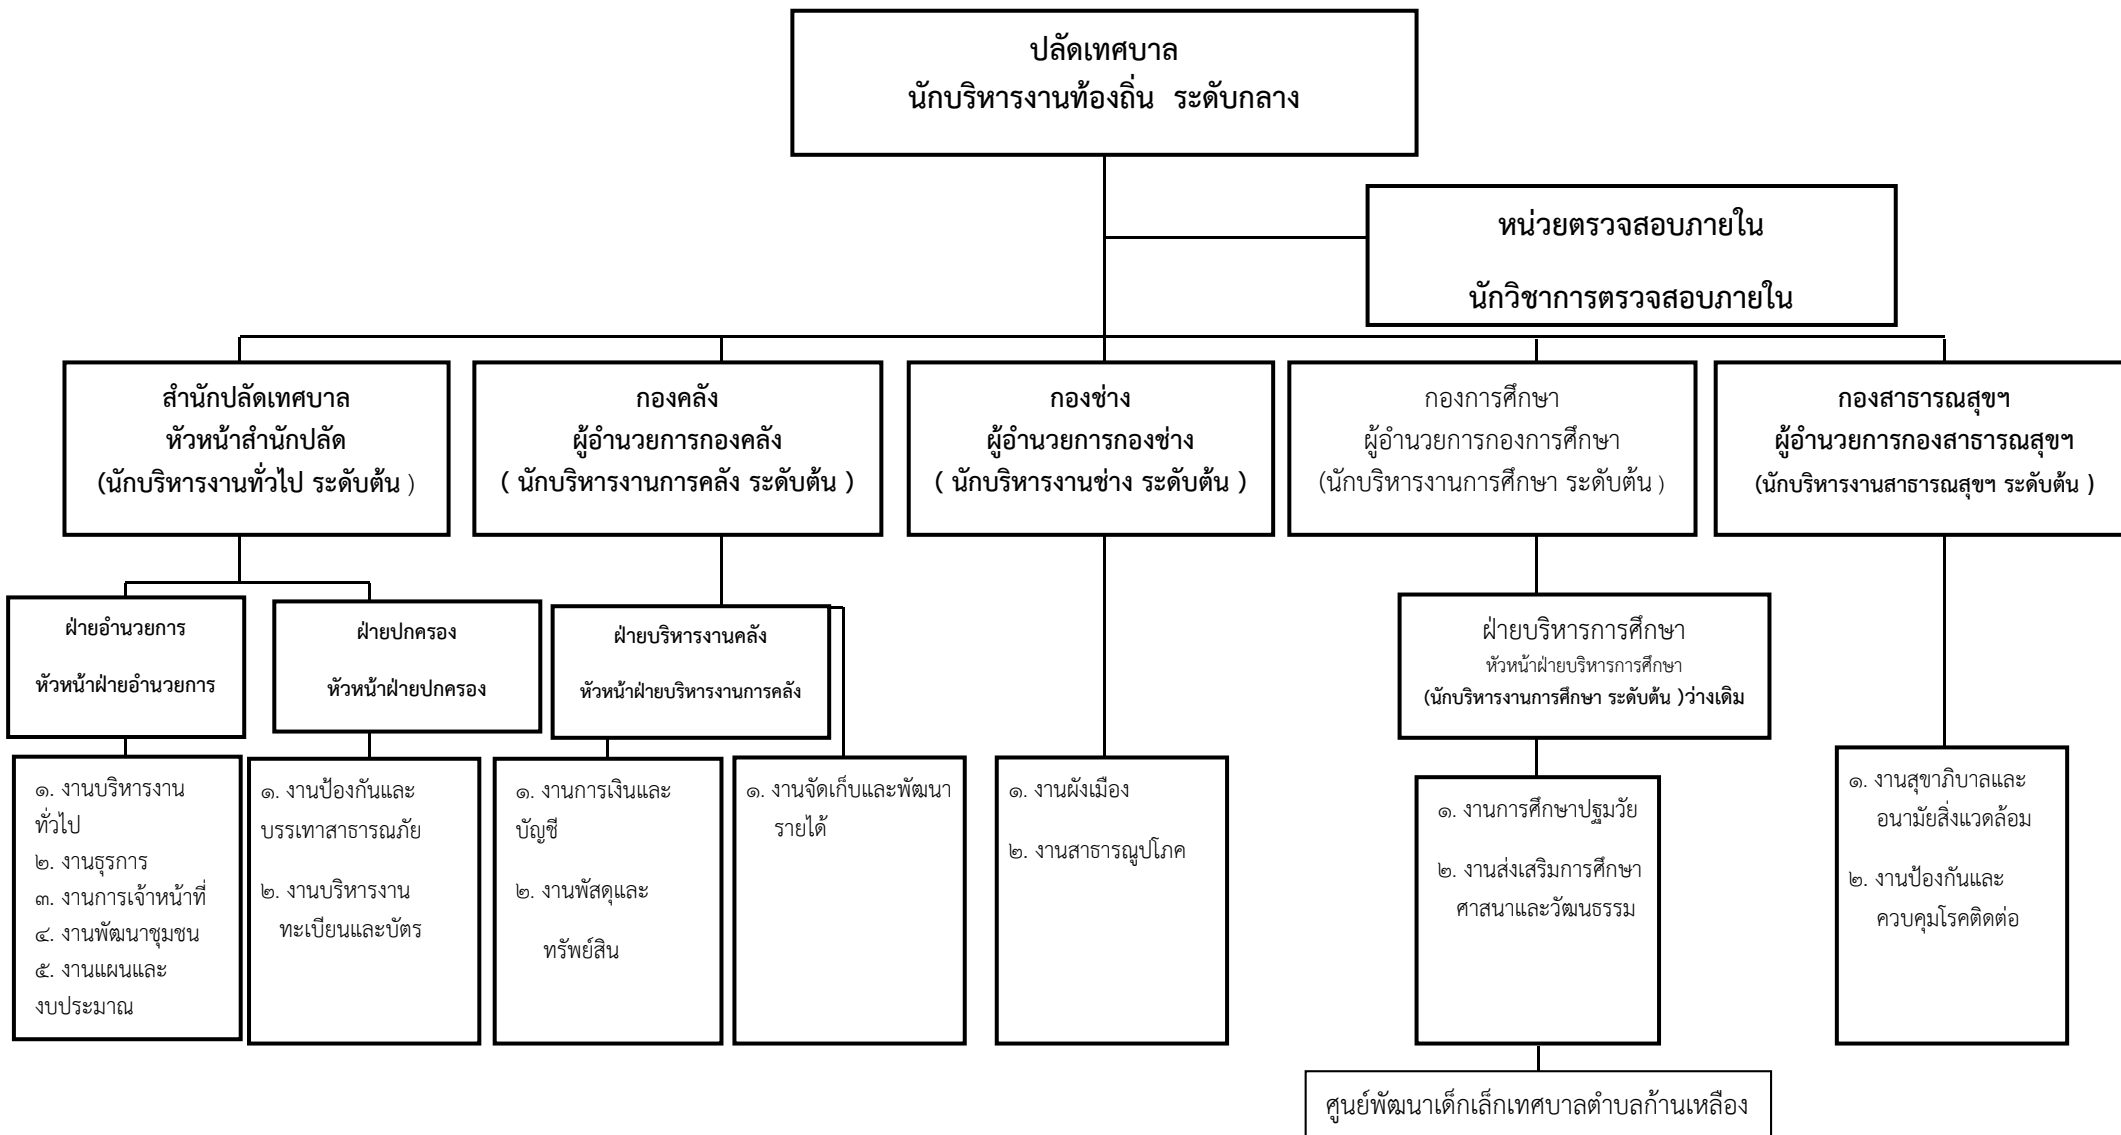 ปลัดเทศบาล
นักบริหารงานท้องถิ่น ระดับกลาง
หน่วยตรวจสอบภายใน
นักวิชาการตรวจสอบภายใน
สำนักปลัดเทศบาล
หัวหน้าสำนักปลัด
(นักบริหารงานทั่วไป ระดับต้น )
กองคลัง
ผู้อำนวยการกองคลัง
( นักบริหารงานการคลัง ระดับต้น )
กองช่าง
ผู้อำนวยการกองช่าง
( นักบริหารงานช่าง ระดับต้น )
กองการศึกษา
ผู้อำนวยการกองการศึกษา
(นักบริหารงานการศึกษา ระดับต้น )
กองสาธารณสุขฯ
ผู้อำนวยการกองสาธารณสุขฯ
(นักบริหารงานสาธารณสุขฯ ระดับต้น )
ฝ่ายอำนวยการ
หัวหน้าฝ่ายอำนวยการ
ฝ่ายปกครอง
หัวหน้าฝ่ายปกครอง
ฝ่ายบริหารงานคลัง
หัวหน้าฝ่ายบริหารงานการคลัง
ฝ่ายบริหารการศึกษา
หัวหน้าฝ่ายบริหารการศึกษา
(นักบริหารงานการศึกษา ระดับต้น )ว่างเดิม
๑. งานบริหารงาน
ทั่วไป
๒. งานธุรการ
๓. งานการเจ้าหน้าที่
๔. งานพัฒนาชุมชน
๕. งานแผนและ
งบประมาณ
๑. งานป้องกันและ
บรรเทาสาธารณภัย
๒. งานบริหารงาน
ทะเบียนและบัตร
๑. งานการเงินและ
บัญชี
๒. งานพัสดุและ
ทรัพย์สิน
๑. งานจัดเก็บและพัฒนา
รายได้
๑. งานผังเมือง
๒. งานสาธารณูปโภค
๑. งานการศึกษาปฐมวัย
๒. งานส่งเสริมการศึกษา
ศาสนาและวัฒนธรรม
๑. งานสุขาภิบาลและ
อนามัยสิ่งแวดล้อม
๒. งานป้องกันและ
ควบคุมโรคติดต่อ
ศูนย์พัฒนาเด็กเล็กเทศบาลตำบลก้านเหลือง